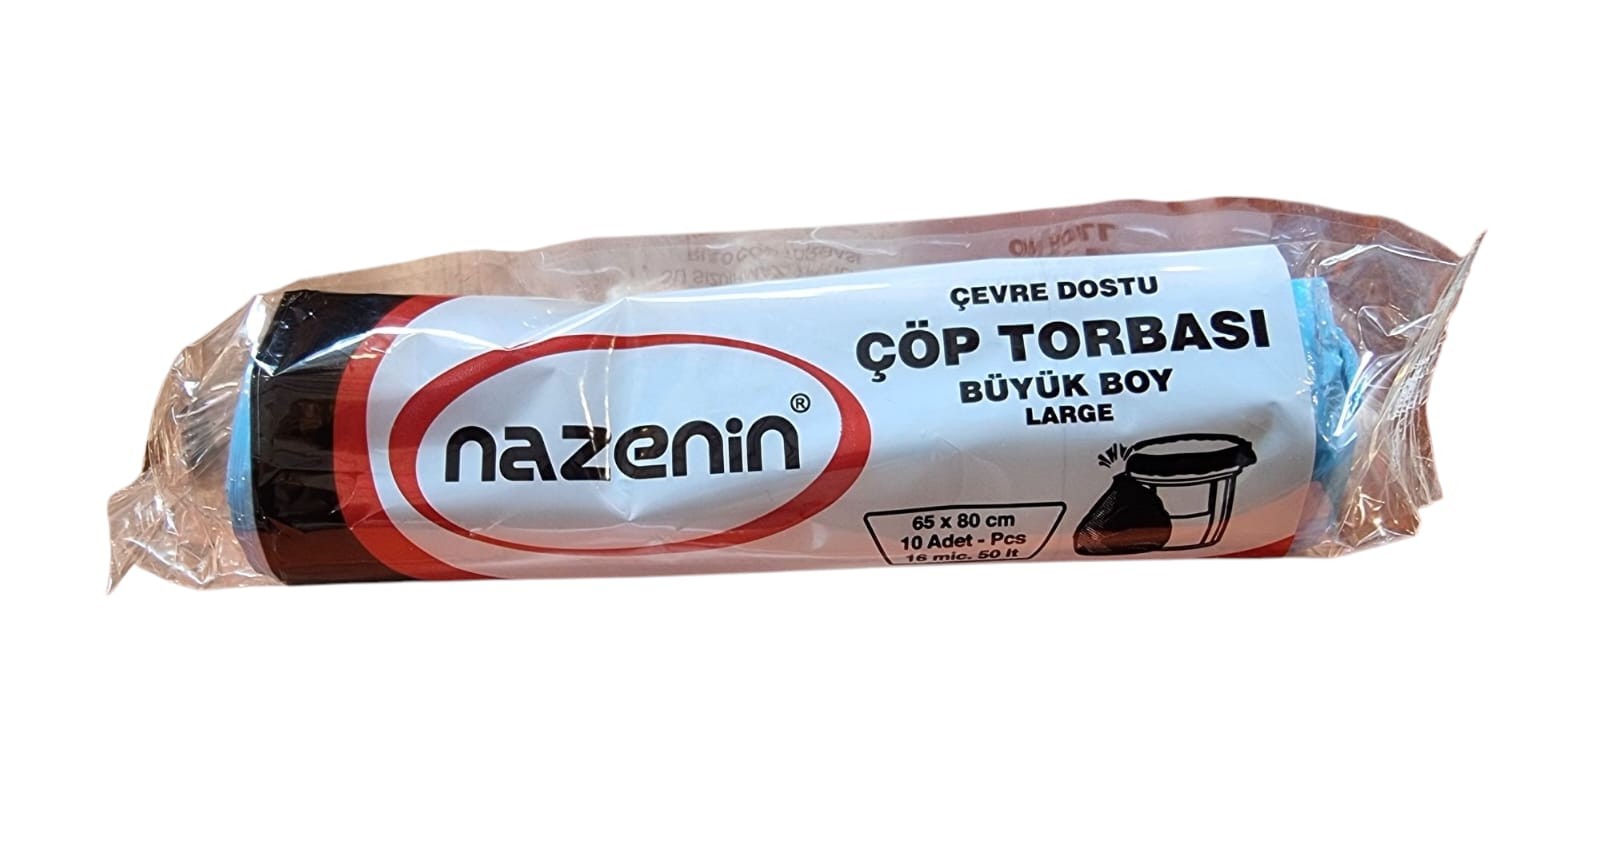 nazenin®
ÇEVRE DOSTU
ÇÖP TORBASI
BÜYÜK BOY
LARGE
65 x 80 cm
10 Adet - Pcs
16 mic. 50 lt